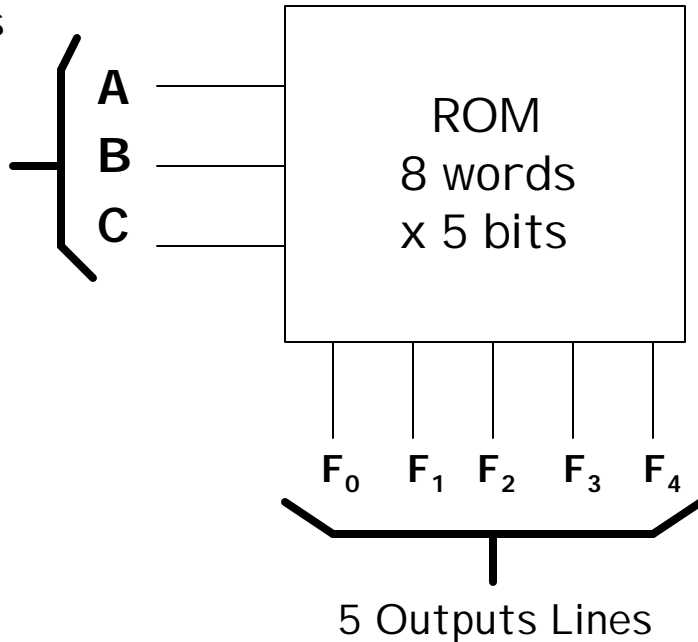 A
B
C
ROM
8 words
x 5 bits
F₀ F₁ F₂ F₃ F₄
5 Outputs Lines